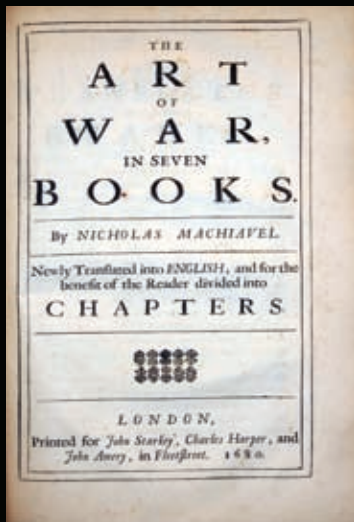 THE
ART
OF
WAR,
IN SEVEN
BOOKS.
By NICHOLAS MACHIAVEL.
Newly Tranſlated into ENGLISH, and for the
benefit of the Reader divided into
CHAPTERS
LONDON,
Printed for John Starkey, Charles Harper, and
John Amery, in Fleetſtreet. 1680.